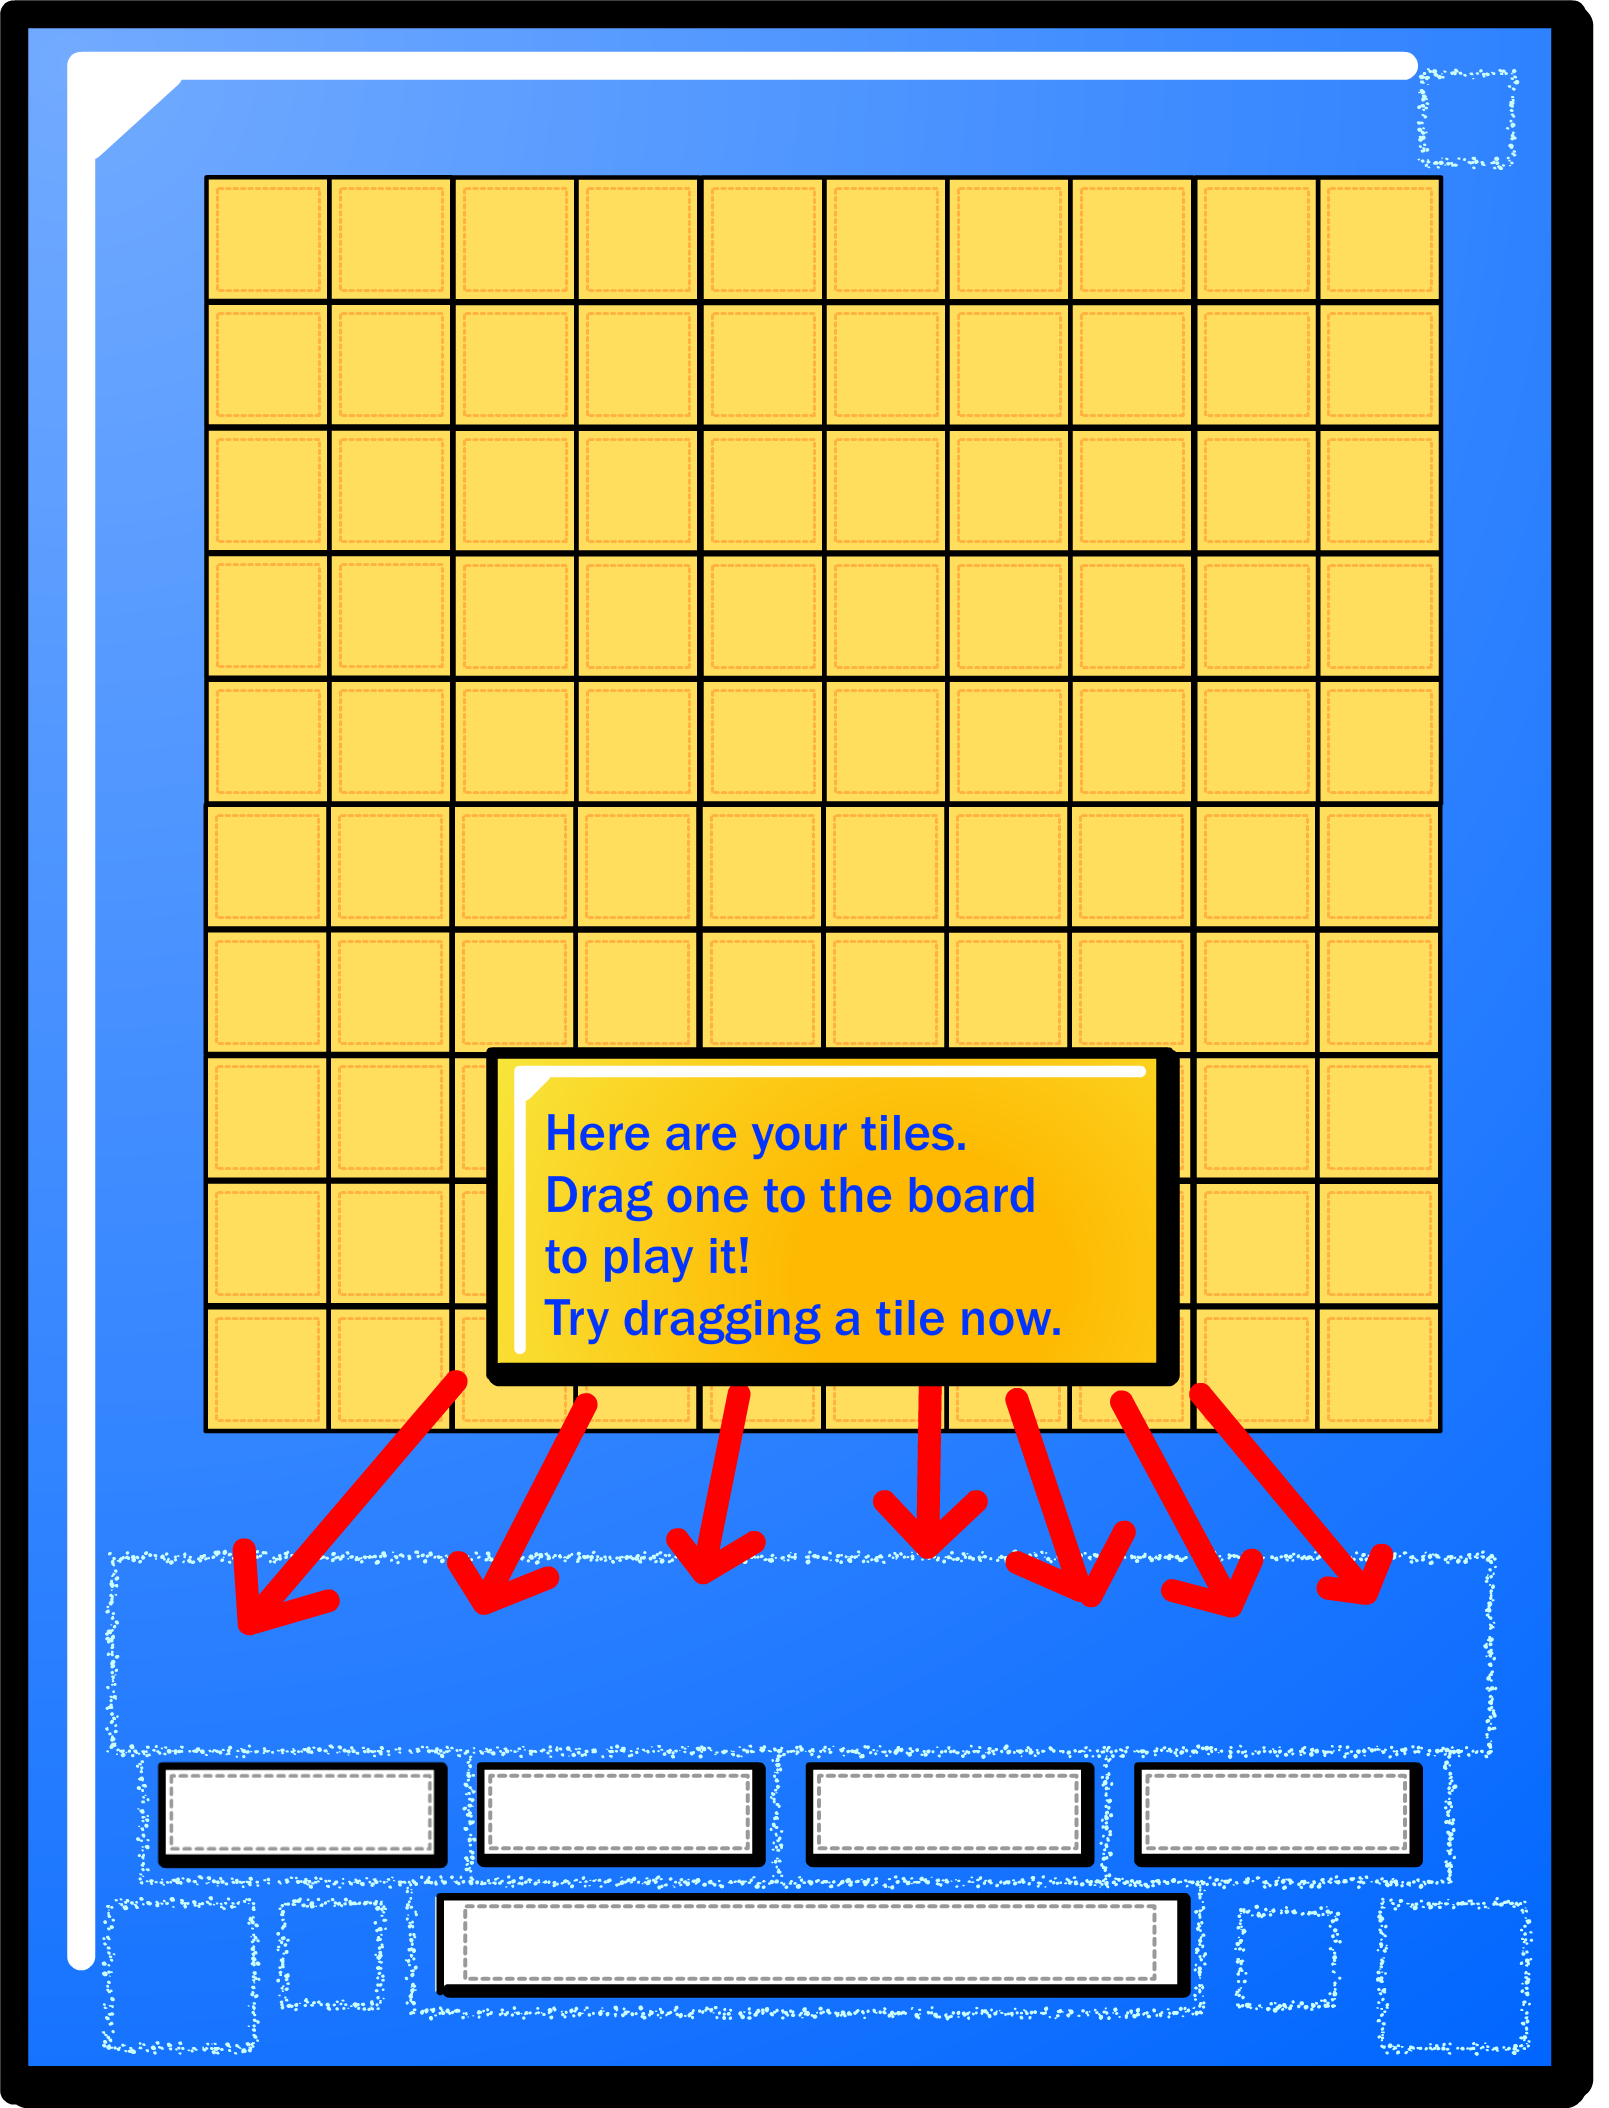 Here are your tiles.
Drag one to the board
to play it!
Try dragging a tile now.